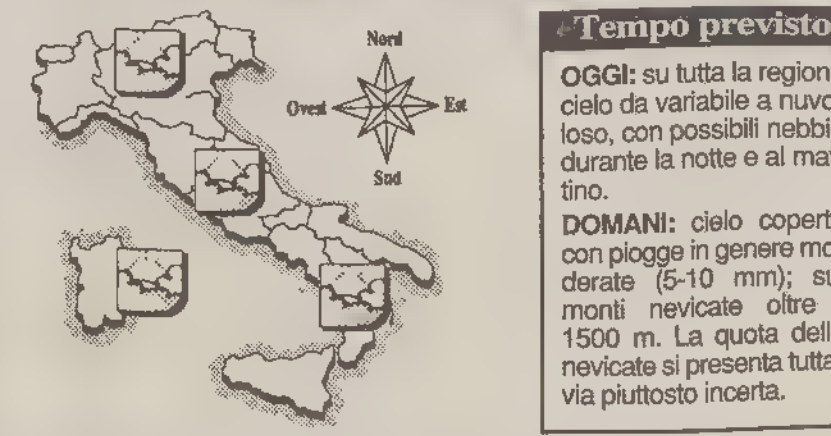 Nord
Ovest
Est
Sud
Tempo previsto
OGGI: su tutta la region
cielo da variabile a nuvo
loso, con possibili nebbi
durante la notte e al mat
tino.
DOMANI: cielo copert
con piogge in genere mo
derate (5-10 mm); su
monti nevicate oltre
1500 m. La quota dell
nevicate si presenta tutta
via piuttosto incerta.